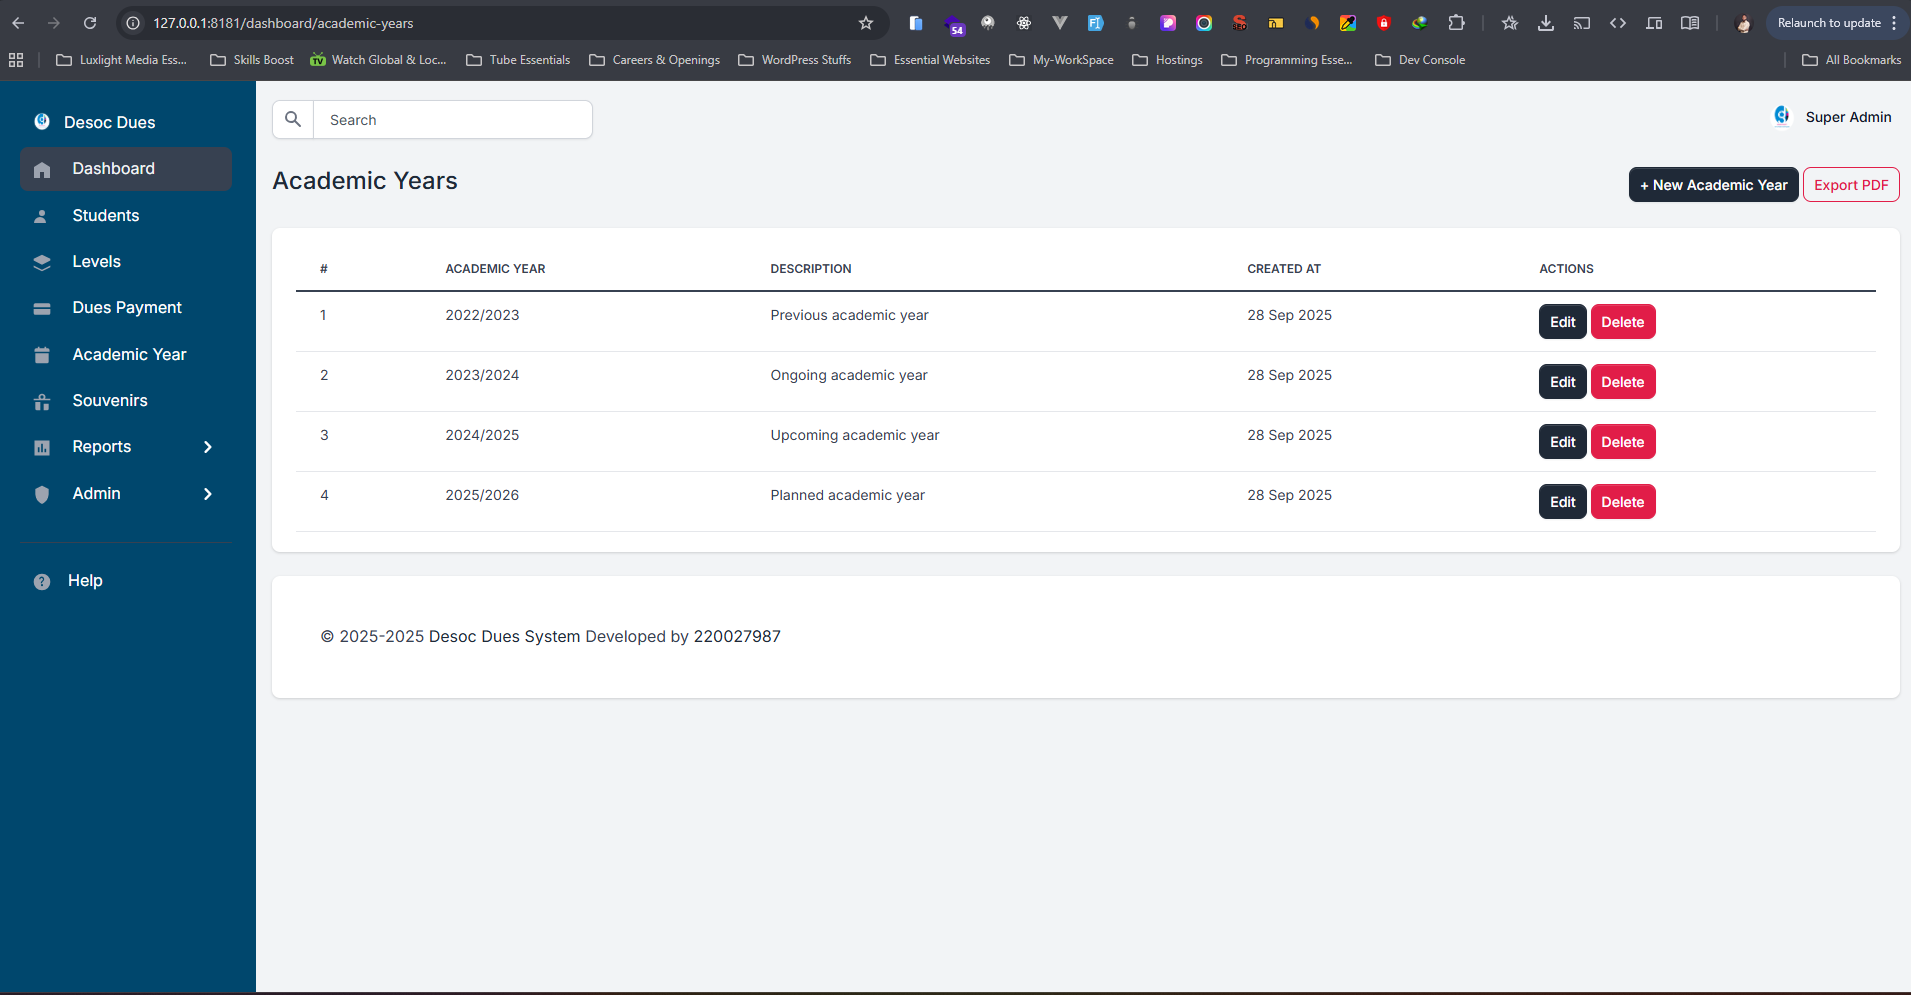 127.0.0.1:8181/dashboard/academic-years
54
Relaunch to update
Luxlight Media Ess...
Skills Boost
Watch Global & Loc...
Tube Essentials
Careers & Openings
WordPress Stuffs
Essential Websites
My-WorkSpace
Hostings
Programming Esse...
Dev Console
All Bookmarks
Desoc Dues
Dashboard
Students
Levels
Dues Payment
Academic Year
Souvenirs
Reports
Admin
Help
Search
Super Admin
Academic Years
+ New Academic Year
Export PDF
# ACADEMIC YEAR DESCRIPTION CREATED AT ACTIONS
1 2022/2023 Previous academic year 28 Sep 2025 Edit Delete
2 2023/2024 Ongoing academic year 28 Sep 2025 Edit Delete
3 2024/2025 Upcoming academic year 28 Sep 2025 Edit Delete
4 2025/2026 Planned academic year 28 Sep 2025 Edit Delete
© 2025-2025 Desoc Dues System Developed by 220027987